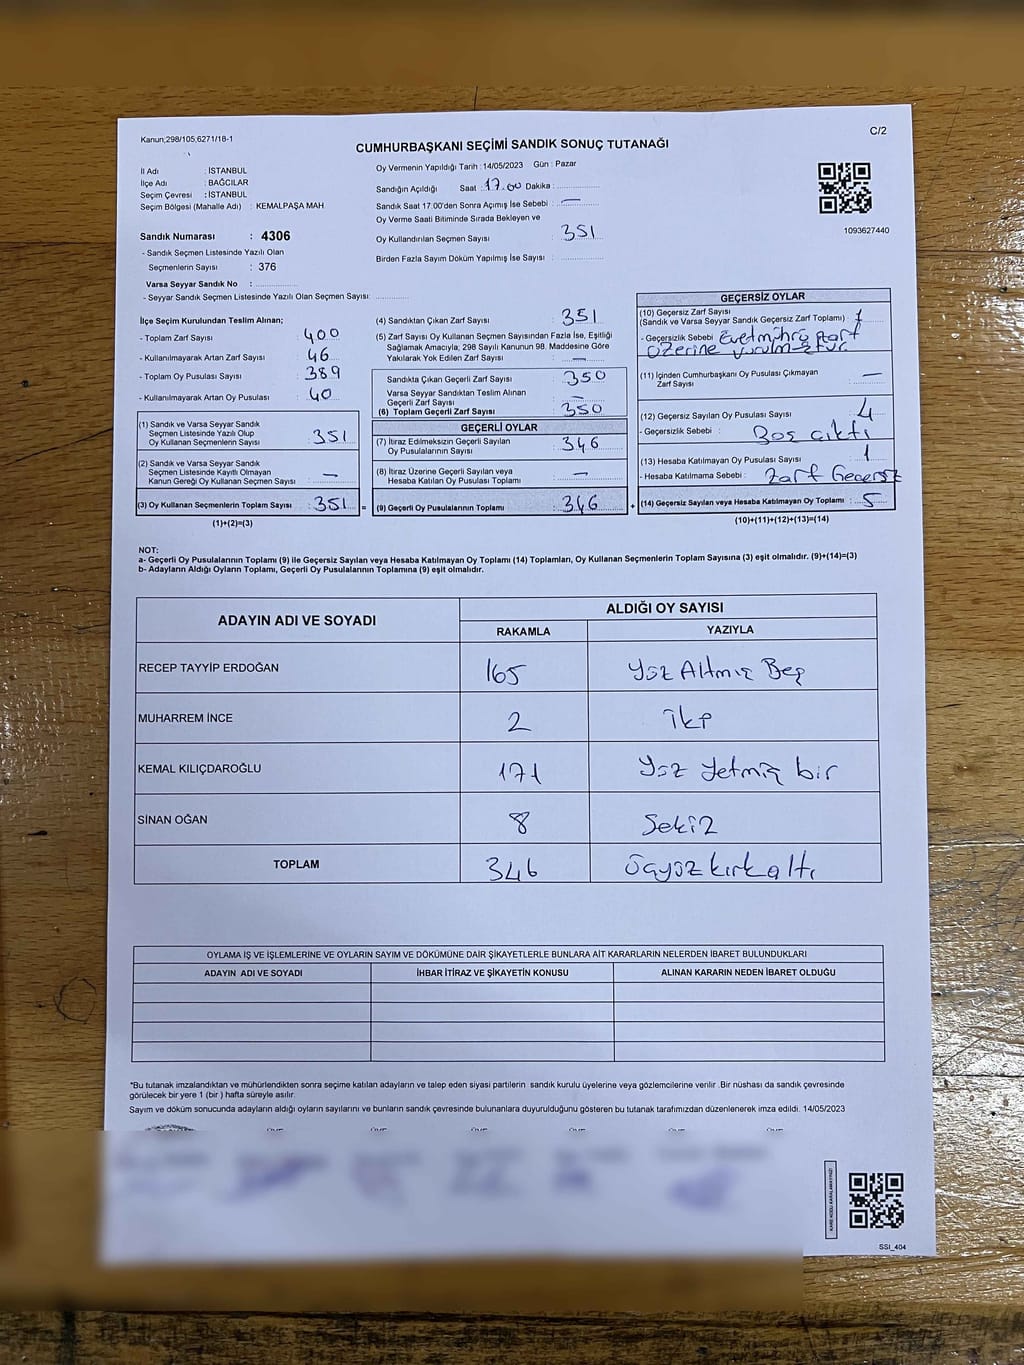 Kanun;298/105,6271/18-1
C/2
CUMHURBAŞKANI SEÇİMİ SANDIK SONUÇ TUTANAĞI
İl Adı : İSTANBUL
İlçe Adı : BAĞCILAR
Seçim Çevresi : İSTANBUL
Seçim Bölgesi (Mahalle Adı) : KEMALPAŞA MAH
Sandık Numarası : 4306
- Sandık Seçmen Listesinde Yazılı Olan
Seçmenlerin Sayısı : 376
Varsa Seyyar Sandık No :
- Seyyar Sandık Seçmen Listesinde Yazılı Olan Seçmen Sayısı:
Oy Vermenin Yapıldığı Tarih : 14/05/2023 Gün : Pazar
Sandığın Açıldığı Saat : 17.00 Dakika :
Sandık Saat 17.00'den Sonra Açımış İse Sebebi : —
Oy Verme Saati Bitiminde Sırada Bekleyen ve
Oy Kullandırılan Seçmen Sayısı : 351
Birden Fazla Sayım Döküm Yapılmış İse Sayısı :
1093627440
İlçe Seçim Kurulundan Teslim Alınan;
- Toplam Zarf Sayısı : 400
- Kullanılmayarak Artan Zarf Sayısı : 46
- Toplam Oy Pusulası Sayısı : 389
- Kullanılmayarak Artan Oy Pusulası : 40
(1) Sandık ve Varsa Seyyar Sandık
Seçmen Listesinde Yazılı Olup
Oy Kullanan Seçmenlerin Sayısı : 351
(2) Sandık ve Varsa Seyyar Sandık
Seçmen Listesinde Kayıtlı Olmayan
Kanun Gereği Oy Kullanan Seçmen Sayısı : —
(3) Oy Kullanan Seçmenlerin Toplam Sayısı : 351 =
(1)+(2)=(3)
(4) Sandıktan Çıkan Zarf Sayısı : 351
(5) Zarf Sayısı Oy Kullanan Seçmen Sayısından Fazla İse, Eşitliği
Sağlamak Amacıyla; 298 Sayılı Kanunun 98. Maddesine Göre
Yakılarak Yok Edilen Zarf Sayısı : —
Sandıkta Çıkan Geçerli Zarf Sayısı : 350
Varsa Seyyar Sandıktan Teslim Alınan
Geçerli Zarf Sayısı : —
(6) Toplam Geçerli Zarf Sayısı : 350
GEÇERLİ OYLAR
(7) İtiraz Edilmeksizin Geçerli Sayılan
Oy Pusulasının Sayısı : 346
(8) İtiraz Üzerine Geçerli Sayılan veya
Hesaba Katılan Oy Pusulası Toplamı : —
(9) Geçerli Oy Pusulalarının Toplamı : 346 +
GEÇERSİZ OYLAR
(10) Geçersiz Zarf Sayısı
(Sandık ve Varsa Seyyar Sandık Geçersiz Zarf Toplamı) : 1
- Geçersizlik Sebebi : Evet mührü zarf
üzerine vurulmuştur
(11) İçinden Cumhurbaşkanı Oy Pusulası Çıkmayan
Zarf Sayısı : —
(12) Geçersiz Sayılan Oy Pusulası Sayısı : 4
- Geçersizlik Sebebi : Boş çıktı
(13) Hesaba Katılmayan Oy Pusulası Sayısı : 1
- Hesaba Katılmama Sebebi : Zarf Geçersiz
(14) Geçersiz Sayılan veya Hesaba Katılmayan Oy Toplamı : 5
(10)+(11)+(12)+(13)=(14)
NOT:
a- Geçerli Oy Pusulalarının Toplamı (9) ile Geçersiz Sayılan veya Hesaba Katılmayan Oy Toplamı (14) Toplamları, Oy Kullanan Seçmenlerin Toplam Sayısına (3) eşit olmalıdır. (9)+(14)=(3)
b- Adayların Aldığı Oyların Toplamı, Geçerli Oy Pusulalarının Toplamına (9) eşit olmalıdır.
ADAYIN ADI VE SOYADI
ALDIĞI OY SAYISI
RAKAMLA YAZIYLA
RECEP TAYYİP ERDOĞAN 165 Yüz Altmış Beş
MUHARREM İNCE 2 İki
KEMAL KILIÇDAROĞLU 171 Yüz Yetmiş bir
SİNAN OĞAN 8 Sekiz
TOPLAM 346 Üçyüz kırk altı
OYLAMA İŞ VE İŞLEMLERİNE VE OYLARIN SAYIM VE DÖKÜMÜNE DAİR ŞİKAYETLERLE BUNLARA AİT KARARLARIN NELERDEN İBARET BULUNDUKLARI
ADAYIN ADI VE SOYADI İHBAR İTİRAZ VE ŞİKAYETİN KONUSU ALINAN KARARIN NEDEN İBARET OLDUĞU
*Bu tutanak imzalandıktan ve mühürlendikten sonra seçime katılan adayların ve talep eden siyasi partilerin sandık kurulu üyelerine veya gözlemcilerine verilir .Bir nüshası da sandık çevresinde
görülecek bir yere 1 (bir ) hafta süreyle asılır.
Sayım ve döküm sonucunda adayların aldığı oyların sayılarını ve bunların sandık çevresinde bulunanlara duyurulduğunu gösteren bu tutanak tarafımızdan düzenlenerek imza edildi. 14/05/2023
KARE KODU KARALAMAYINIZ!
SSI_404